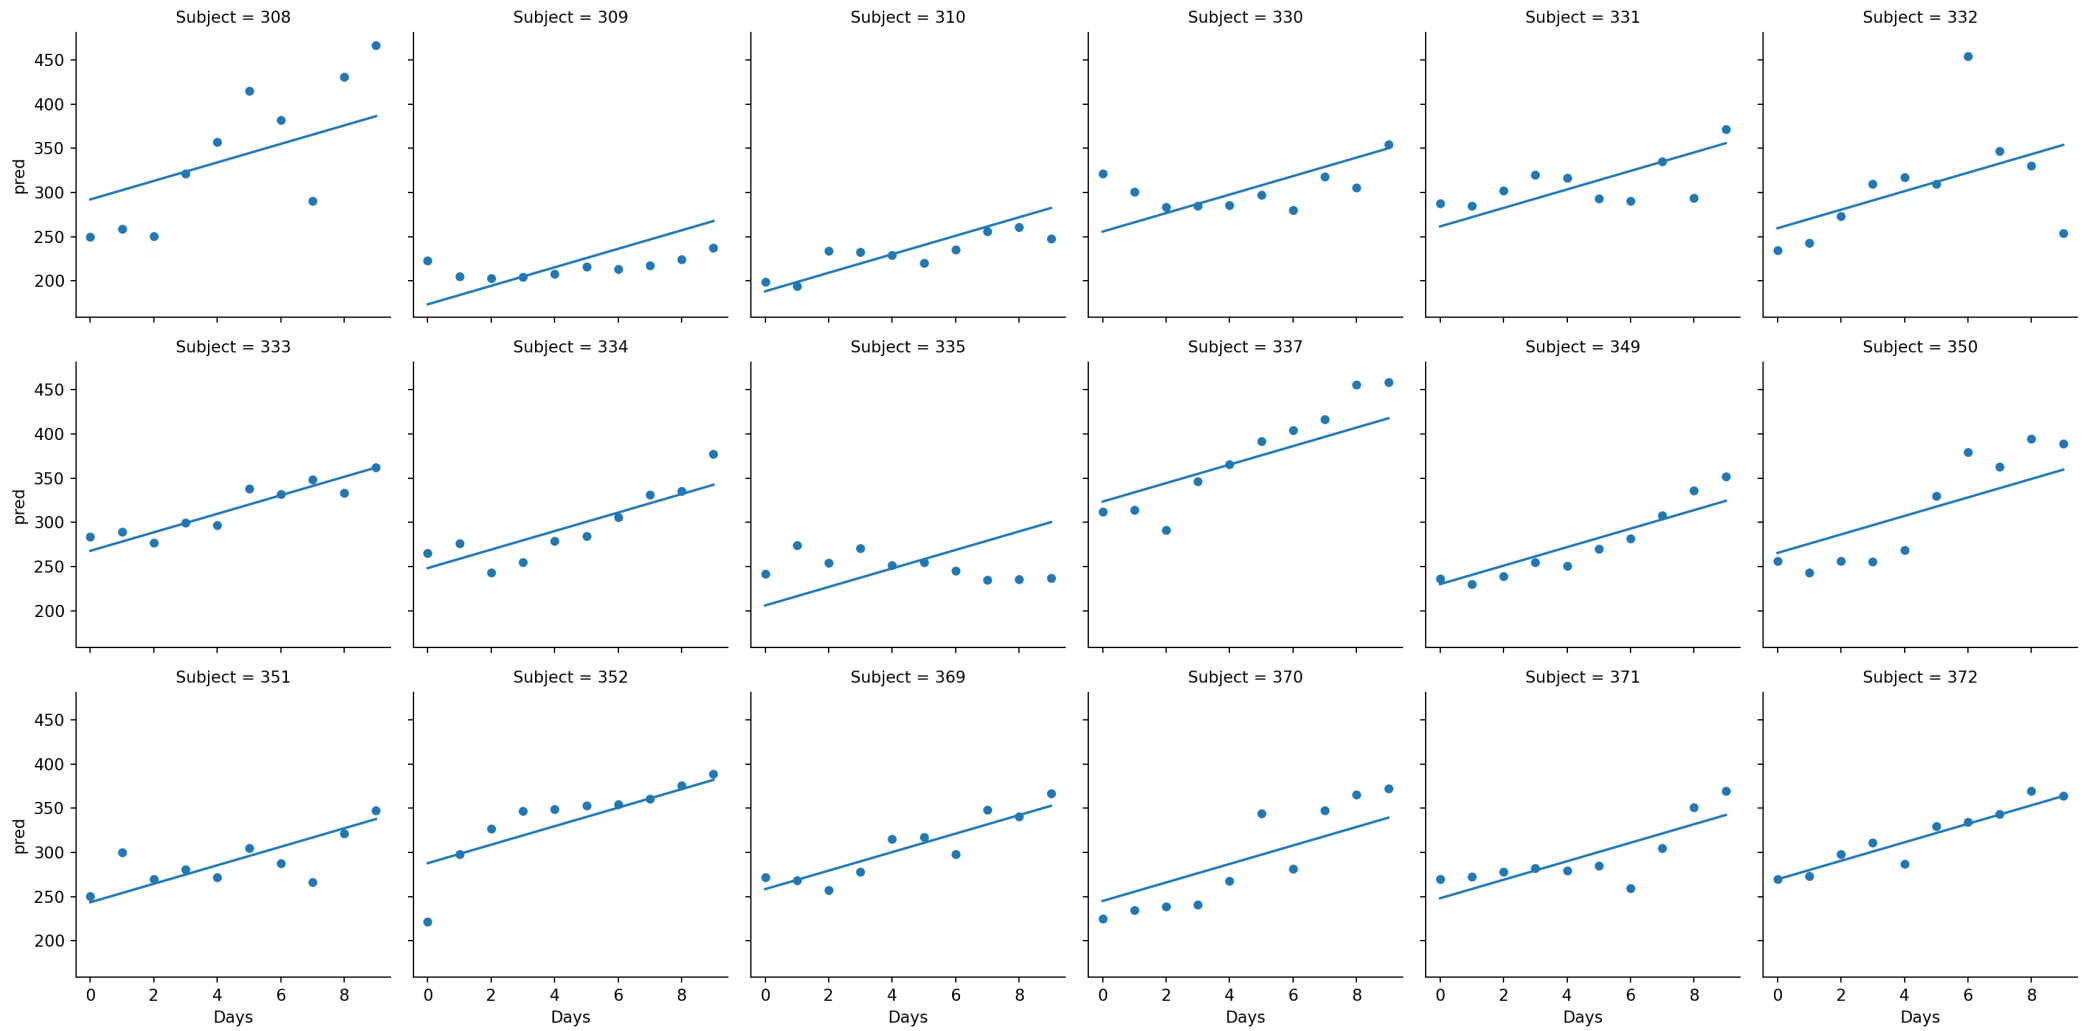 Subject = 308 Subject = 309 Subject = 310 Subject = 330 Subject = 331 Subject = 332
450
400
350
300
250
200
pred
Subject = 333 Subject = 334 Subject = 335 Subject = 337 Subject = 349 Subject = 350
450
400
350
300
250
200
pred
Subject = 351 Subject = 352 Subject = 369 Subject = 370 Subject = 371 Subject = 372
450
400
350
300
250
200
pred
0 2 4 6 8 0 2 4 6 8 0 2 4 6 8 0 2 4 6 8 0 2 4 6 8 0 2 4 6 8
Days Days Days Days Days Days